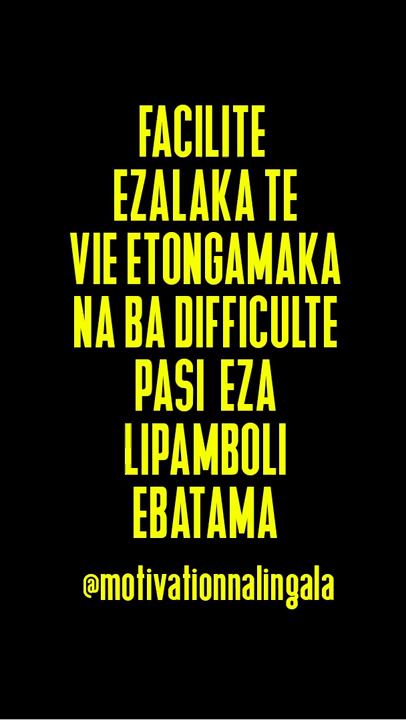 FACILITE
EZALAKA TE
VIE ETONGAMAKA
NA BA DIFFICULTE
PASI EZA
LIPAMBOLI
EBATAMA
@motivationnalingala